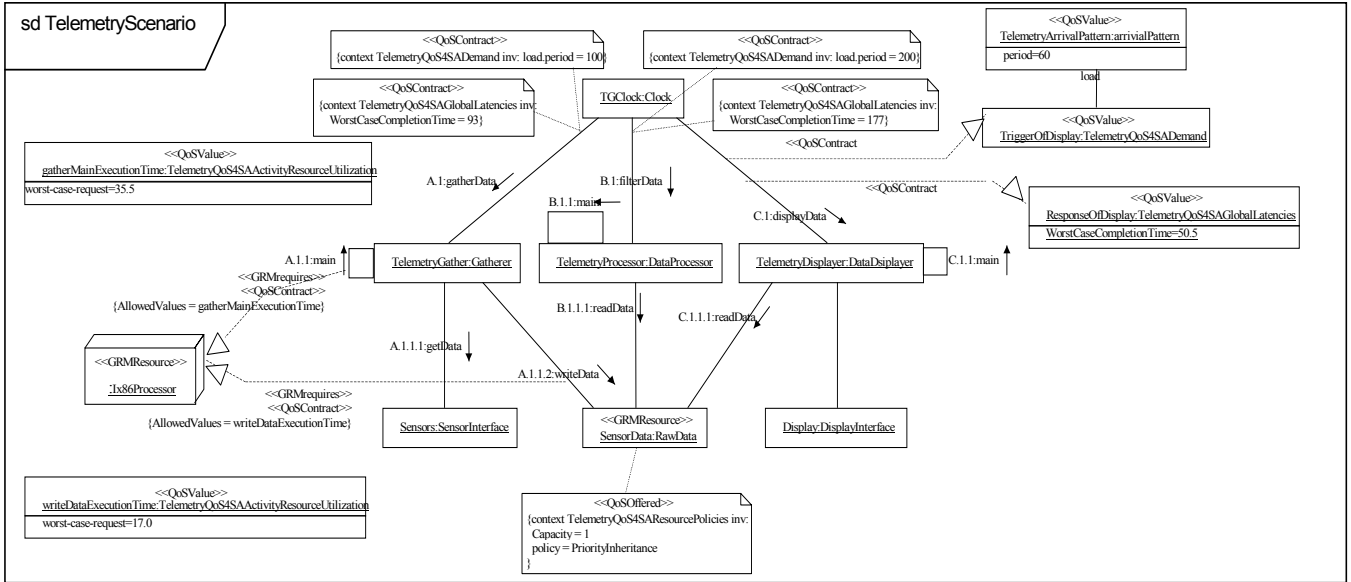 sd TelemetryScenario
<<QoSContract>>
{context TelemetryQoS4SADemand inv: load.period = 100}
<<QoSContract>>
{context TelemetryQoS4SADemand inv: load.period = 200}
<<QoSValue>>
TelemetryArrivalPattern:arrivialPattern
period=60
load
<<QoSContract>>
{context TelemetryQoS4SAGlobalLatencies inv:
WorstCaseCompletionTime = 93}
TGClock:Clock
<<QoSContract>>
{context TelemetryQoS4SAGlobalLatencies inv:
WorstCaseCompletionTime = 177}
<<QoSValue>>
TriggerOfDisplay:TelemetryQoS4SADemand
<<QoSContract
<<QoSValue>>
gatherMainExecutionTime:TelemetryQoS4SAActivityResourceUtilization
worst-case-request=35.5
A.1:gatherData
B.1:filterData
B.1.1:main
C.1:displayData
<<QoSContract
<<QoSValue>>
ResponseOfDisplay:TelemetryQoS4SAGlobalLatencies
WorstCaseCompletionTime=50.5
A.1.1:main
TelemetryGather:Gatherer
TelemetryProcessor:DataProcessor
TelemetryDisplayer:DataDsiplayer
C.1.1:main
<<GRMrequires>>
<<QoSContract>>
{AllowedValues = gatherMainExecutionTime}
B.1.1.1:readData
C.1.1.1:readData
A.1.1.1:getData
<<GRMResource>>
:Ix86Processor
A.1.1.2:writeData
<<GRMrequires>>
<<QoSContract>>
{AllowedValues = writeDataExecutionTime}
Sensors:SensorInterface
<<GRMResource>>
SensorData:RawData
Display:DisplayInterface
<<QoSValue>>
writeDataExecutionTime:TelemetryQoS4SAActivityResourceUtilization
worst-case-request=17.0
<<QoSOffered>>
{context TelemetryQoS4SAResourcePolicies inv:
Capacity = 1
policy = PriorityInheritance
}